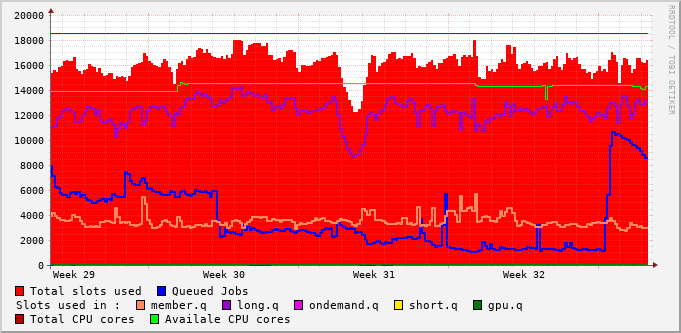 20000
18000
16000
14000
12000
10000
8000
6000
4000
2000
0
Week 29 Week 30 Week 31 Week 32
RRDTOOL / TOBI OETIKER
Total slots used Queued Jobs
Slots used in : member.q long.q ondemand.q short.q gpu.q
Total CPU cores Availale CPU cores